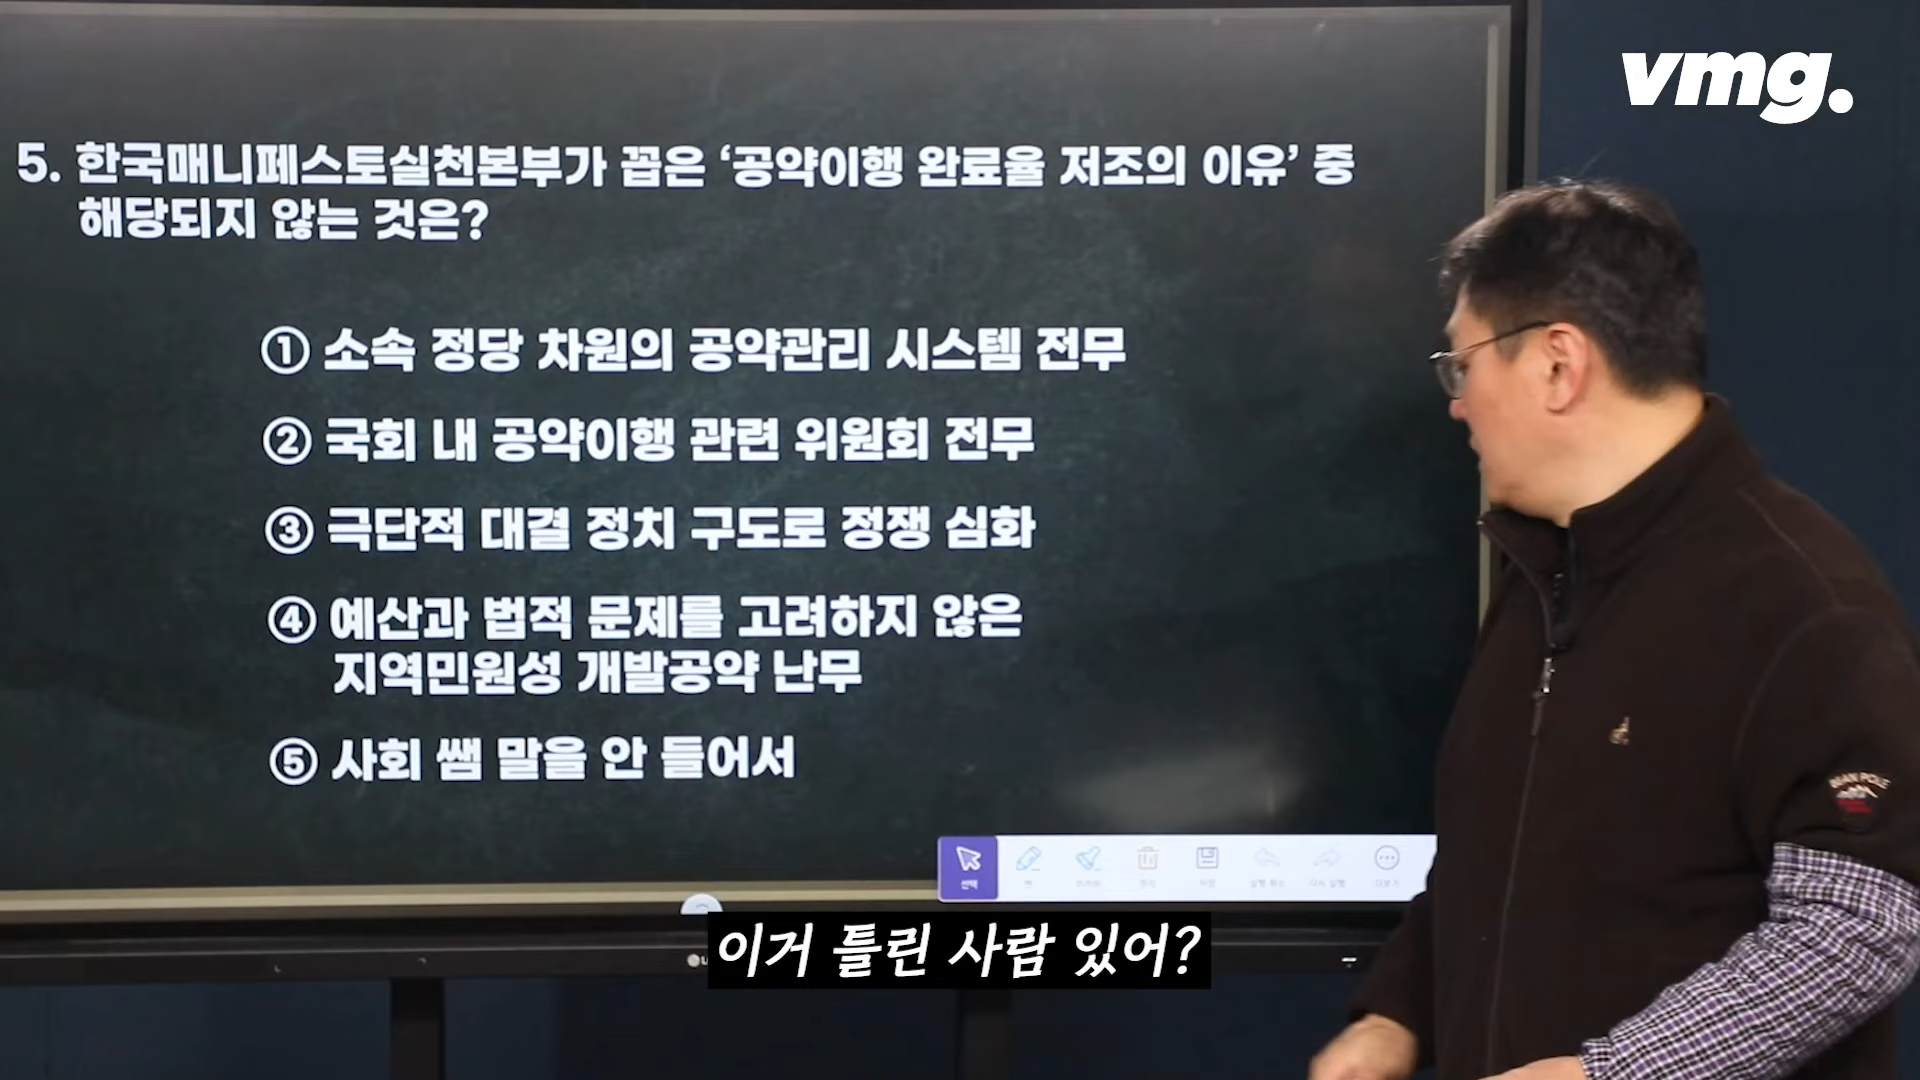 vmg.
5. 한국매니페스토실천본부가 꼽은 ‘공약이행 완료율 저조의 이유’ 중
해당되지 않는 것은?
① 소속 정당 차원의 공약관리 시스템 전무
② 국회 내 공약이행 관련 위원회 전무
③ 극단적 대결 정치 구도로 정쟁 심화
④ 예산과 법적 문제를 고려하지 않은
지역민원성 개발공약 난무
⑤ 사회 쌤 말을 안 들어서
선택 펜
이거 틀린 사람 있어?